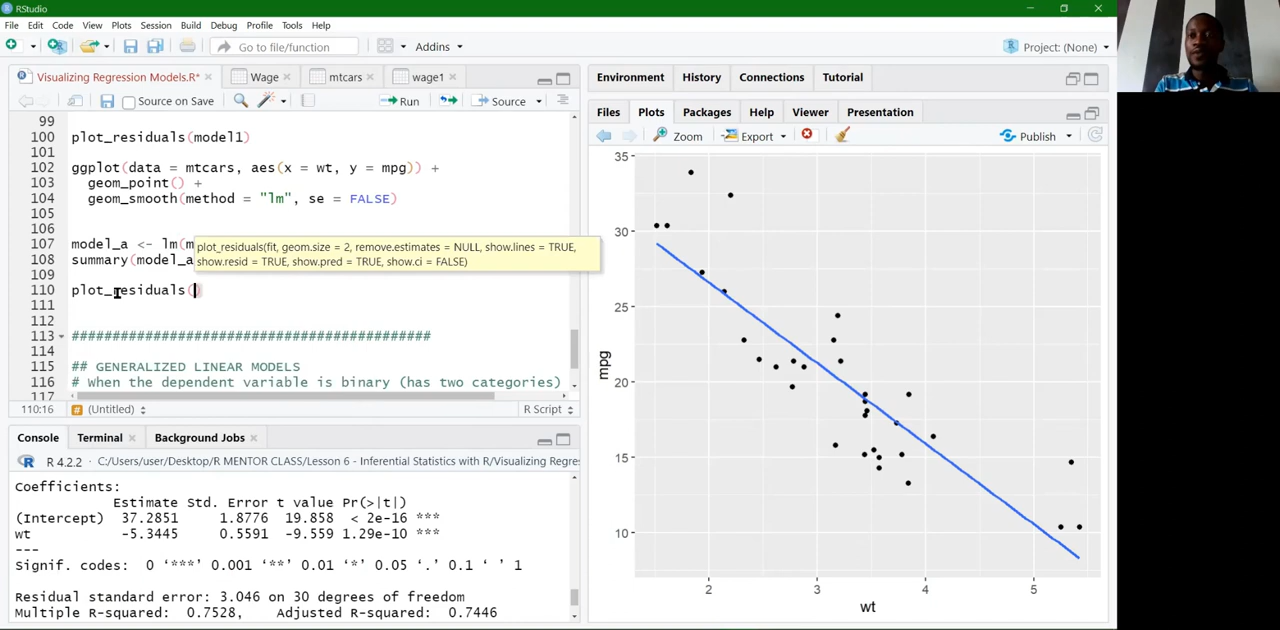 RStudio
File Edit Code View Plots Session Build Debug Profile Tools Help
Go to file/function Addins Project: (None)
Visualizing Regression Models.R* Wage mtcars wage1
Source on Save Run Source
99
100 plot_residuals(model1)
101
102 ggplot(data = mtcars, aes(x = wt, y = mpg)) +
103 geom_point() +
104 geom_smooth(method = "lm", se = FALSE)
105
106
107 model_a <- lm(m
plot_residuals(fit, geom.size = 2, remove.estimates = NULL, show.lines = TRUE,
108 summary(model_a
show.resid = TRUE, show.pred = TRUE, show.ci = FALSE)
109
110 plot_residuals()
111
112
113 ############################################
114
115 ## GENERALIZED LINEAR MODELS
116 # When the dependent variable is binary (has two categories)
117
110:16 (Untitled) R Script
Console Terminal Background Jobs
R 4.2.2 · C:/Users/user/Desktop/R MENTOR CLASS/Lesson 6 - Inferential Statistics with R/Visualizing Regre
Coefficients:
Estimate Std. Error t value Pr(>|t|)
(Intercept) 37.2851 1.8776 19.858 < 2e-16 ***
wt -5.3445 0.5591 -9.559 1.29e-10 ***
---
signif. codes: 0 ‘***’ 0.001 ‘**’ 0.01 ‘*’ 0.05 ‘.’ 0.1 ‘ ’ 1
Residual standard error: 3.046 on 30 degrees of freedom
Multiple R-squared: 0.7528, Adjusted R-squared: 0.7446
Environment History Connections Tutorial
Files Plots Packages Help Viewer Presentation
Zoom Export Publish
35
30
25
20
15
10
mpg
2 3 4 5
wt